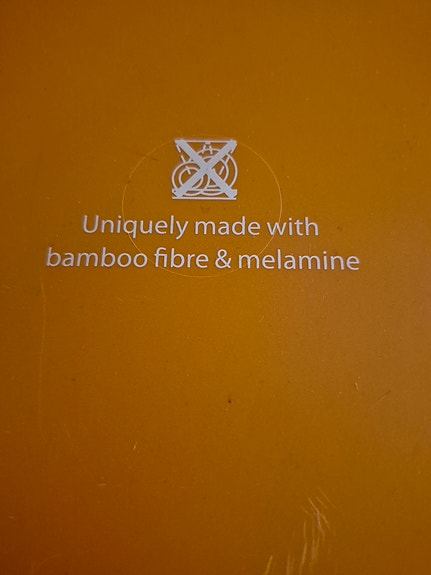 Uniquely made with
bamboo fibre & melamine